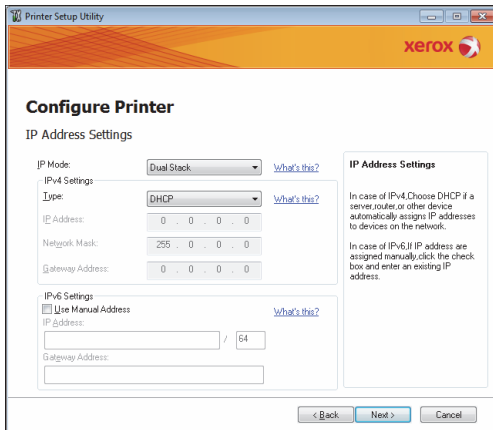 Printer Setup Utility
xerox
Configure Printer
IP Address Settings
IP Mode:
Dual Stack
What's this?
IPv4 Settings
Type:
DHCP
What's this?
IP Address:
0 . 0 . 0 . 0
Network Mask:
255 . 0 . 0 . 0
Gateway Address:
0 . 0 . 0 . 0
IPv6 Settings
Use Manual Address
What's this?
IP Address:
/ 64
Gateway Address:
IP Address Settings
In case of IPv4,Choose DHCP if a
server,router,or other device
automatically assigns IP addresses
to devices on the network.
In case of IPv6,If IP address are
assigned manually,click the check
box and enter an existing IP
address.
< Back
Next >
Cancel